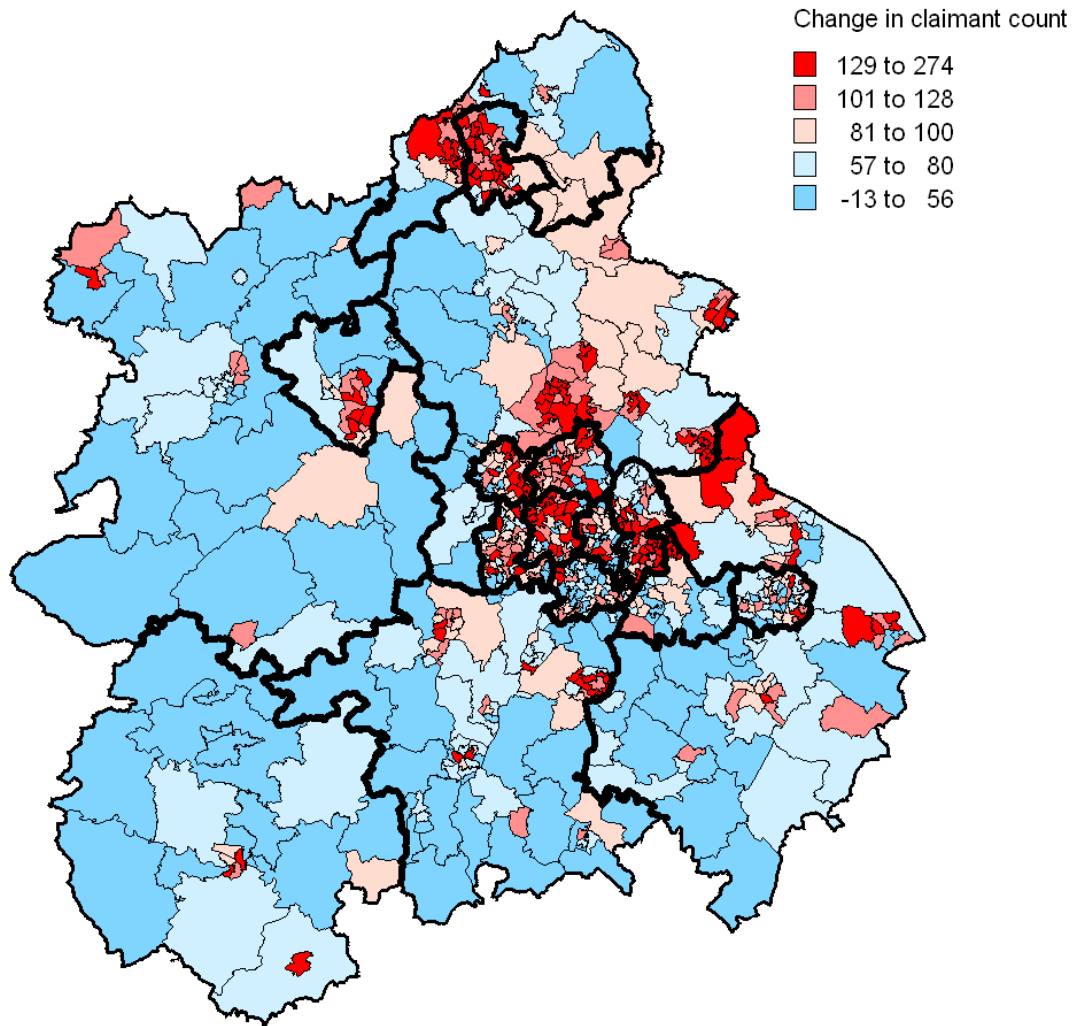 Change in claimant count
129 to 274
101 to 128
81 to 100
57 to 80
-13 to 56